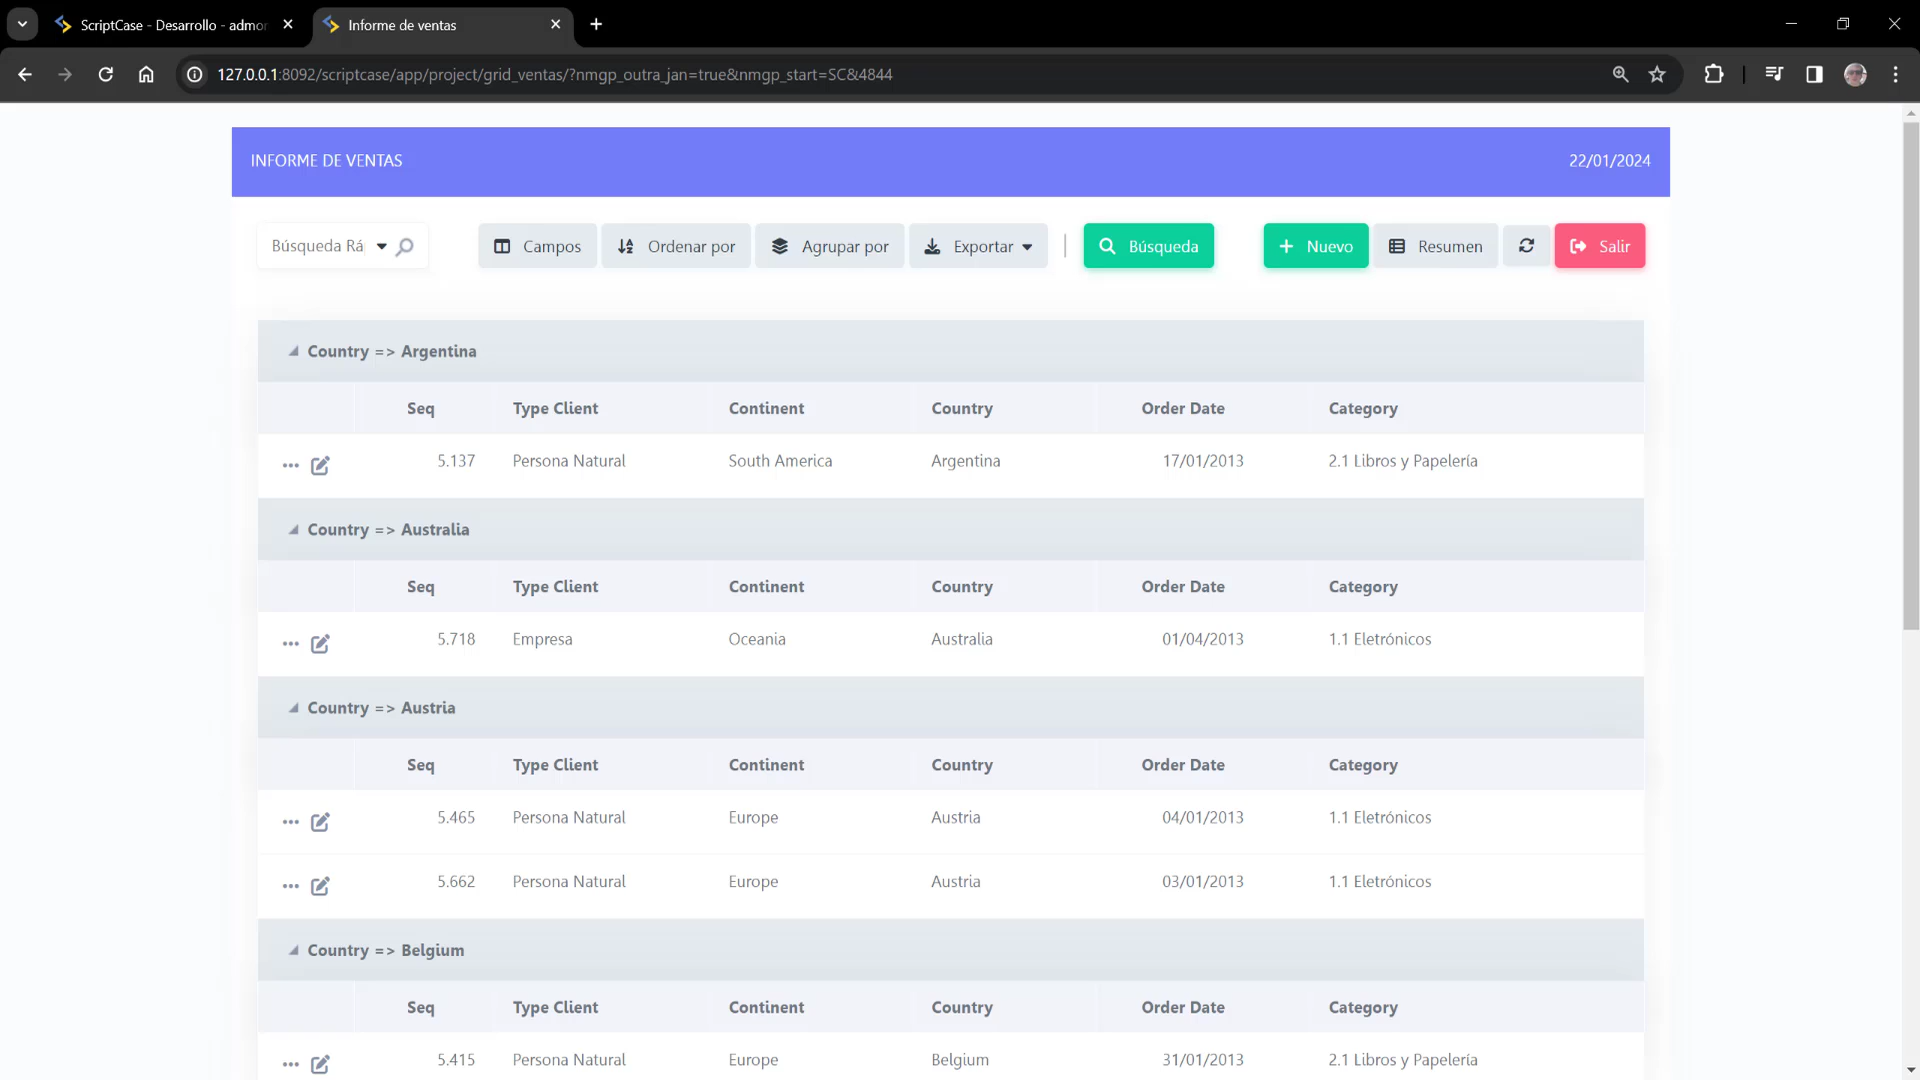 ScriptCase - Desarrollo - admo
Informe de ventas
127.0.0.1:8092/scriptcase/app/project/grid_ventas/?nmgp_outra_jan=true&nmgp_start=SC&4844
INFORME DE VENTAS 22/01/2024
Búsqueda Rá Campos Ordenar por Agrupar por Exportar Búsqueda Nuevo Resumen Salir
Country => Argentina
Seq Type Client Continent Country Order Date Category
5.137 Persona Natural South America Argentina 17/01/2013 2.1 Libros y Papelería
Country => Australia
Seq Type Client Continent Country Order Date Category
5.718 Empresa Oceania Australia 01/04/2013 1.1 Eletrónicos
Country => Austria
Seq Type Client Continent Country Order Date Category
5.465 Persona Natural Europe Austria 04/01/2013 1.1 Eletrónicos
5.662 Persona Natural Europe Austria 03/01/2013 1.1 Eletrónicos
Country => Belgium
Seq Type Client Continent Country Order Date Category
5.415 Persona Natural Europe Belgium 31/01/2013 2.1 Libros y Papelería